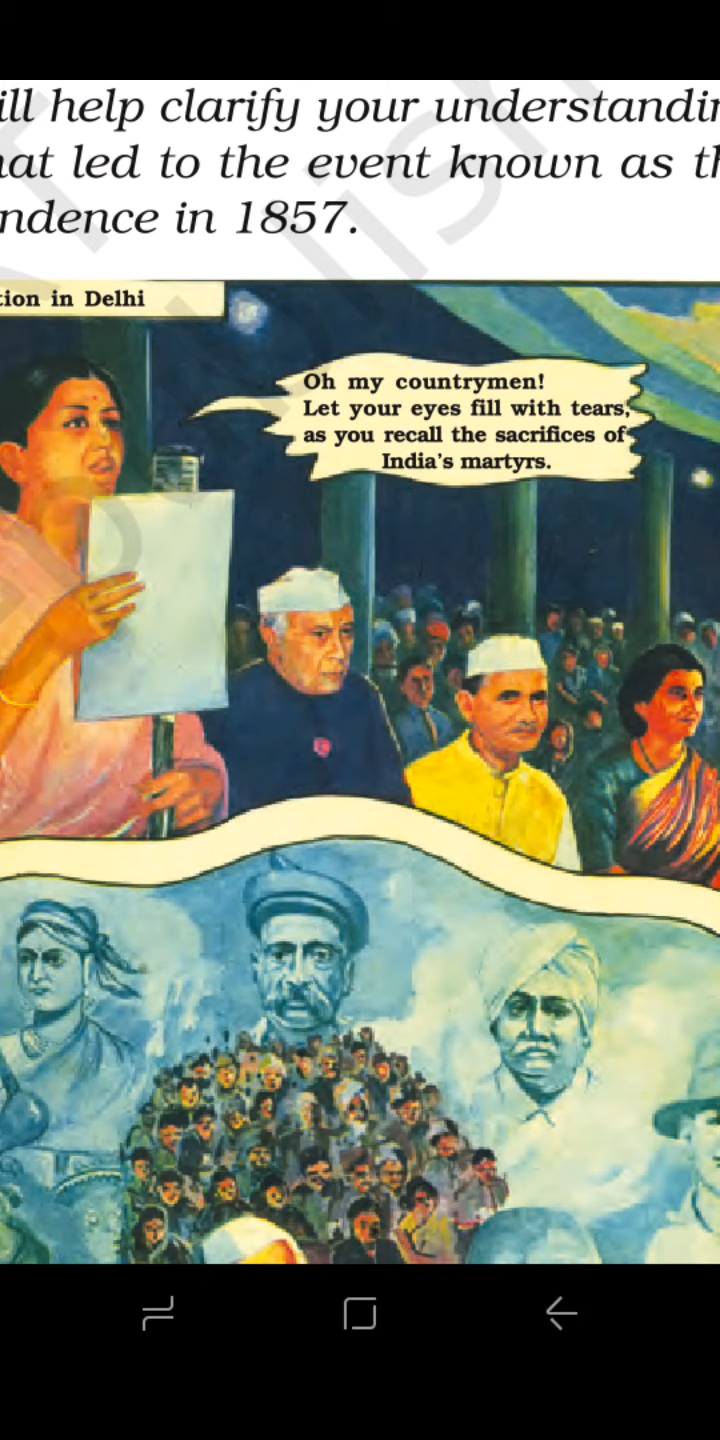 ill help clarify your understandin
hat led to the event known as th
ndence in 1857.
tion in Delhi
Oh my countrymen!
Let your eyes fill with tears,
as you recall the sacrifices of
India's martyrs.